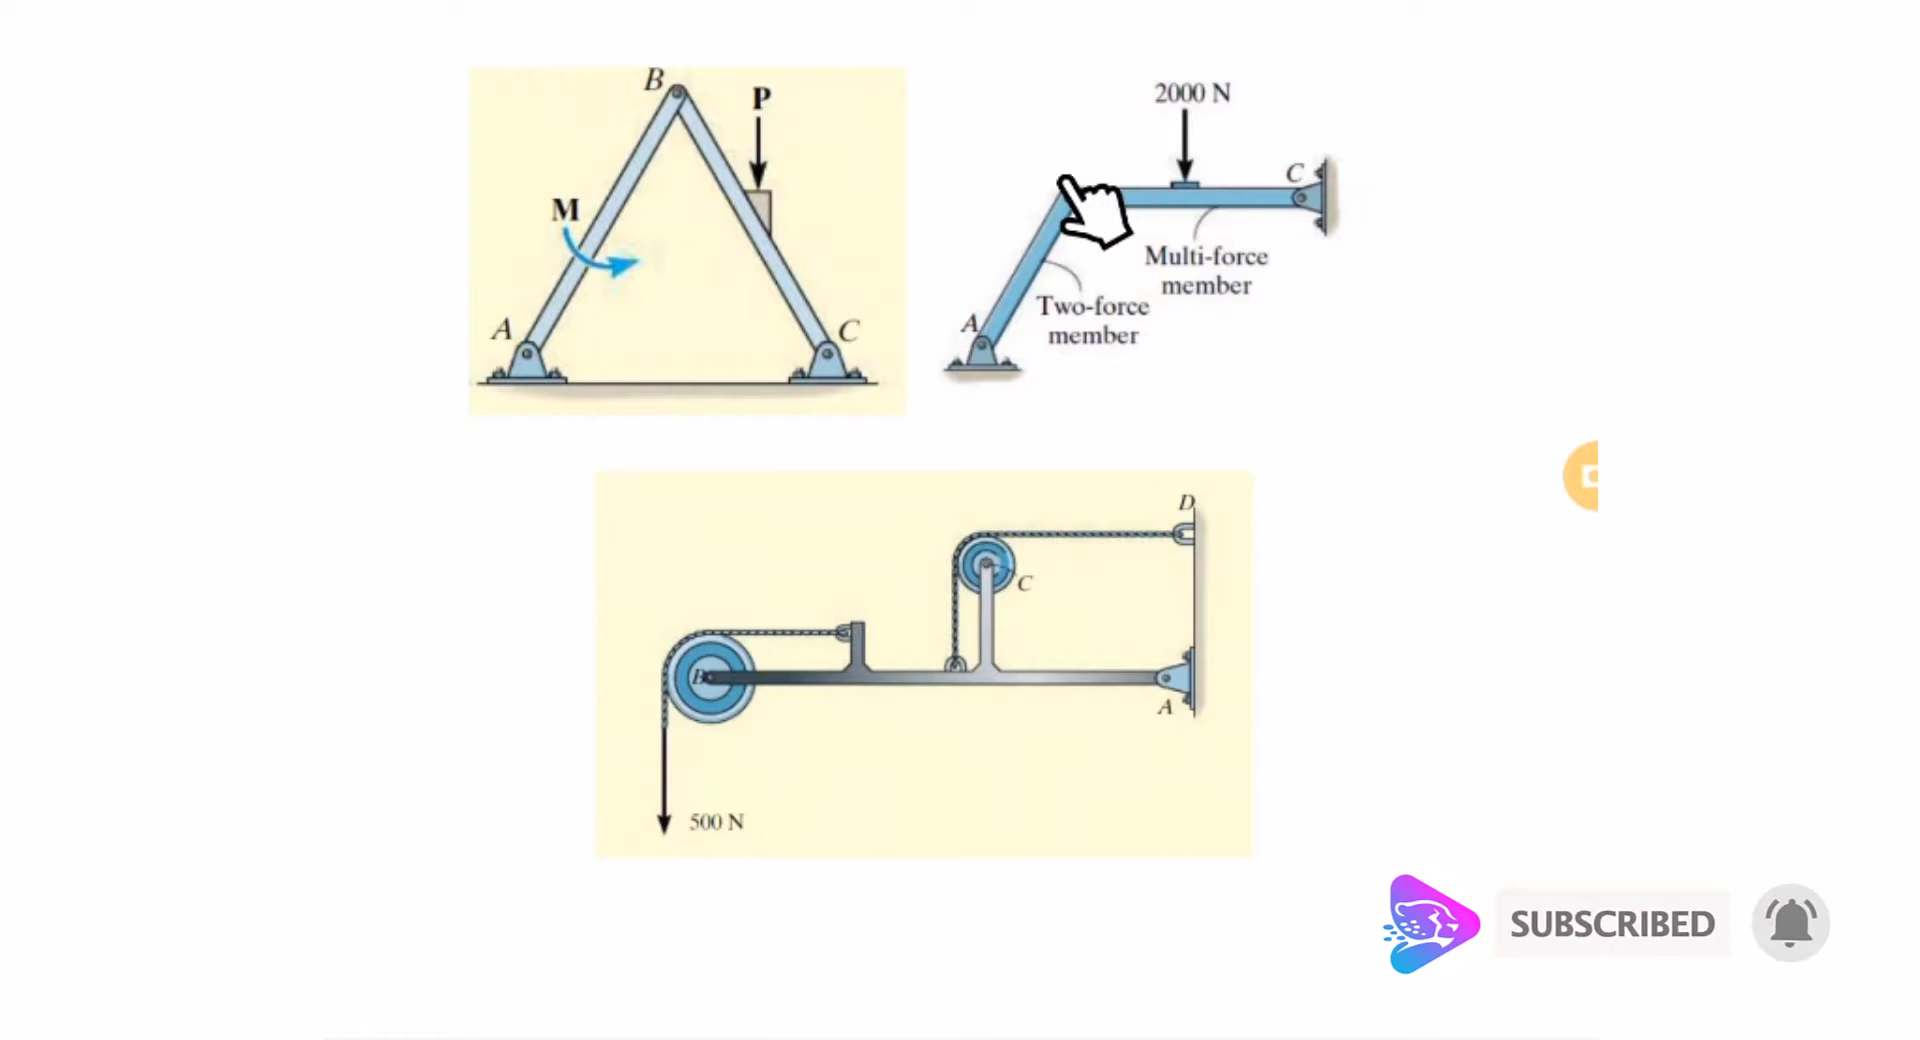 B
P
M
A
C
2000 N
C
Multi-force
member
Two-force
member
A
D
C
B
A
500 N
SUBSCRIBED